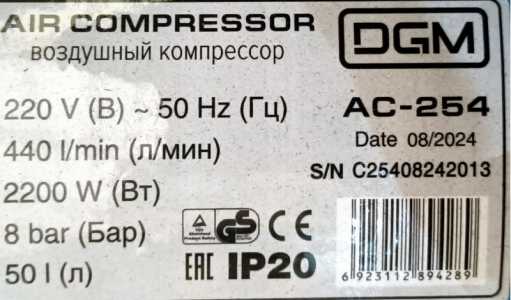 AIR COMPRESSOR
воздушный компрессор
DGM
220 V (В) ~ 50 Hz (Гц)
440 l/min (л/мин)
2200 W (Вт)
8 bar (Бар)
50 l (л)
AC-254
Date 08/2024
S/N C25408242013
GS CE
EAC IP20
6 923112 894289